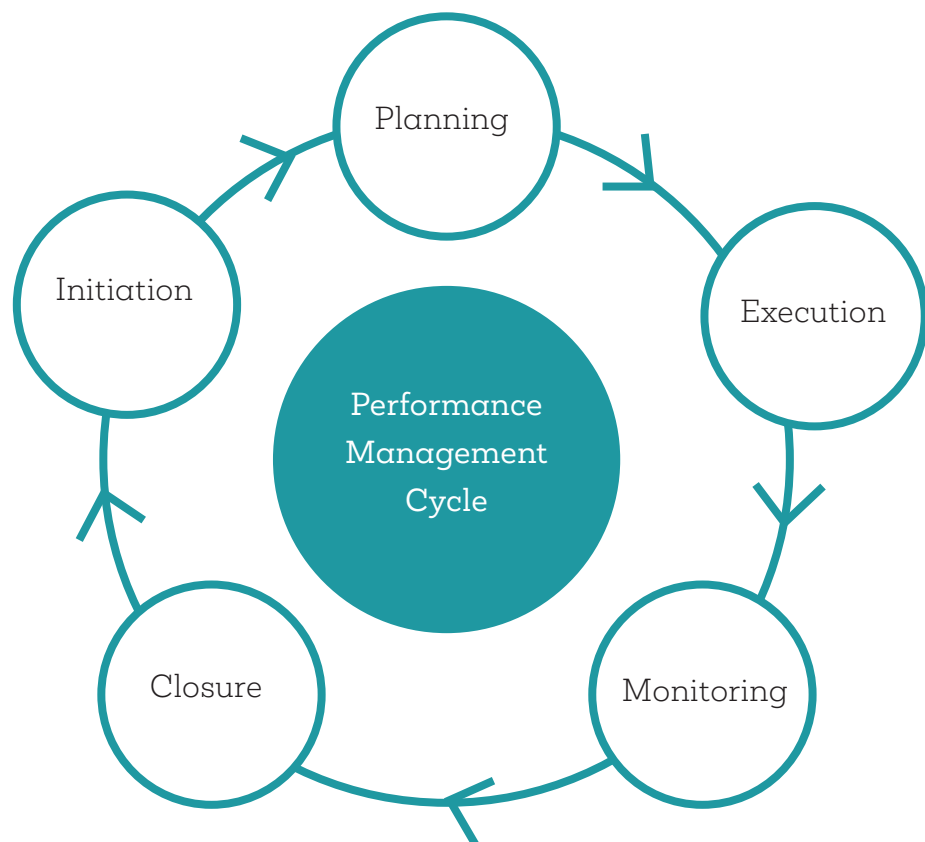 Planning
Initiation
Execution
Performance
Management
Cycle
Closure
Monitoring